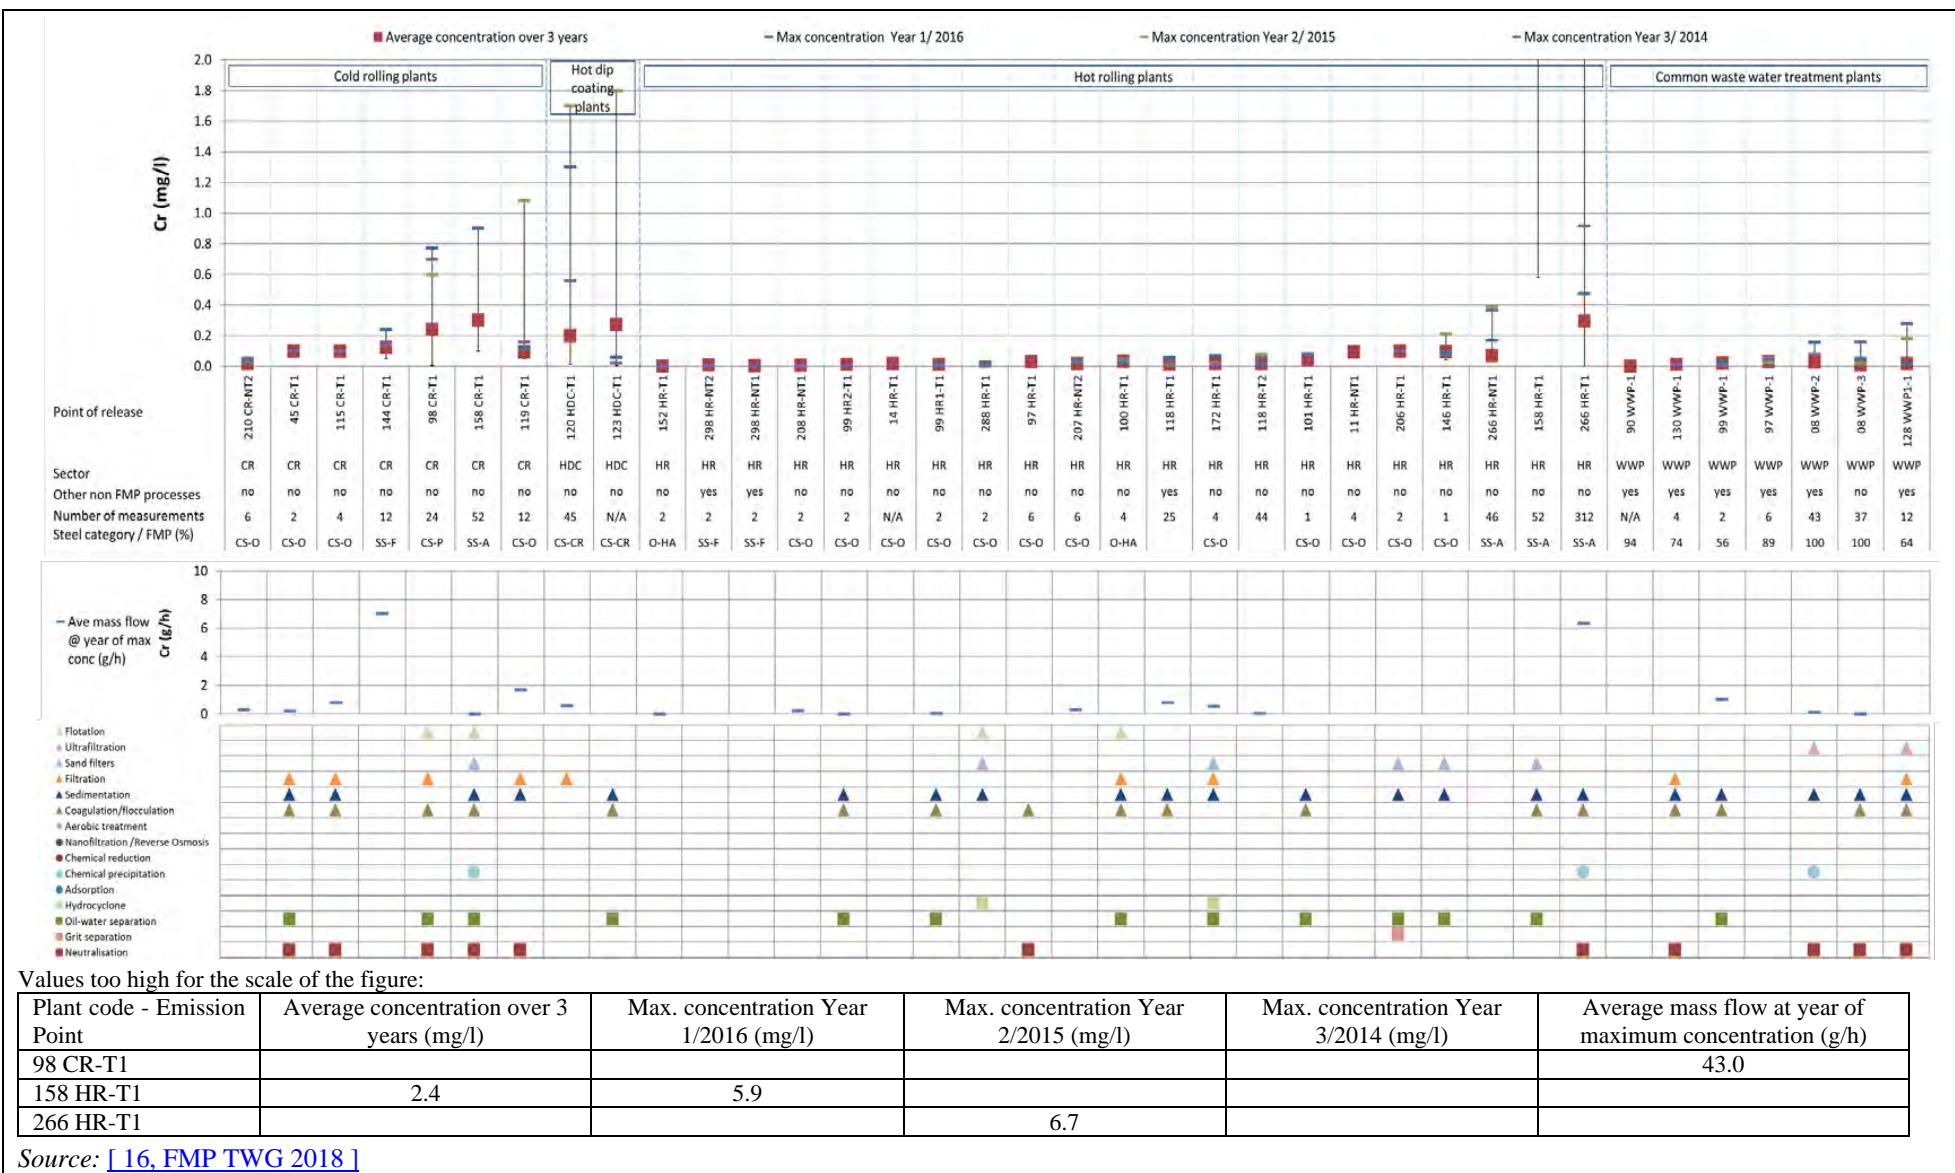 Average concentration over 3 years
Max concentration Year 1/ 2016
Max concentration Year 2/ 2015
Max concentration Year 3/ 2014
Cold rolling plants
Hot dip
coating
plants
Hot rolling plants
Common waste water treatment plants
Cr (mg/l)
2.0
1.8
1.6
1.4
1.2
1.0
0.8
0.6
0.4
0.2
0.0
Point of release
210 CR-NT2
45 CR-T1
115 CR-T1
144 CR-T1
98 CR-T1
158 CR-T1
119 CR-T1
120 HDC-T1
123 HDC-T1
152 HR-T1
298 HR-NT2
298 HR-NT1
208 HR-NT1
99 HR2-T1
14 HR-T1
99 HR1-T1
288 HR-T1
97 HR-T1
207 HR-NT2
100 HR-T1
118 HR-T1
172 HR-T1
118 HR-T2
101 HR-T1
11 HR-NT1
206 HR-T1
146 HR-T1
266 HR-NT1
158 HR-T1
266 HR-T1
90 WWP-1
130 WWP-1
99 WWP-1
97 WWP-1
08 WWP-2
08 WWP-3
128 WWP1-1
Sector CR CR CR CR CR CR CR HDC HDC HR HR HR HR HR HR HR HR HR HR HR HR HR HR HR HR HR HR HR HR HR WWP WWP WWP WWP WWP WWP WWP
Other non FMP processes no no no no no no no no no no yes yes no no no no no no no no yes no no no no no no no no no yes yes yes yes yes no yes
Number of measurements 6 2 4 12 24 52 12 45 N/A 2 2 2 2 2 N/A 2 2 6 6 4 25 4 44 1 4 2 1 46 52 312 N/A 4 2 6 43 37 12
Steel category / FMP (%) CS-O CS-O CS-O SS-F CS-P SS-A CS-O CS-CR CS-CR O-HA SS-F SS-F CS-O CS-O CS-O CS-O CS-O CS-O CS-O O-HA CS-O CS-O CS-O CS-O CS-O SS-A SS-A SS-A 94 74 56 89 100 100 64
Ave mass flow
@ year of max
conc (g/h)
Cr (g/h)
10
8
6
4
2
0
Flotation
Ultrafiltration
Sand filters
Filtration
Sedimentation
Coagulation/flocculation
Aerobic treatment
Nanofiltration /Reverse Osmosis
Chemical reduction
Chemical precipitation
Adsorption
Hydrocyclone
Oil-water separation
Grit separation
Neutralisation
Values too high for the scale of the figure:
Plant code - Emission
Point
Average concentration over 3
years (mg/l)
Max. concentration Year
1/2016 (mg/l)
Max. concentration Year
2/2015 (mg/l)
Max. concentration Year
3/2014 (mg/l)
Average mass flow at year of
maximum concentration (g/h)
98 CR-T1 43.0
158 HR-T1 2.4 5.9
266 HR-T1 6.7
Source: [ 16, FMP TWG 2018 ]